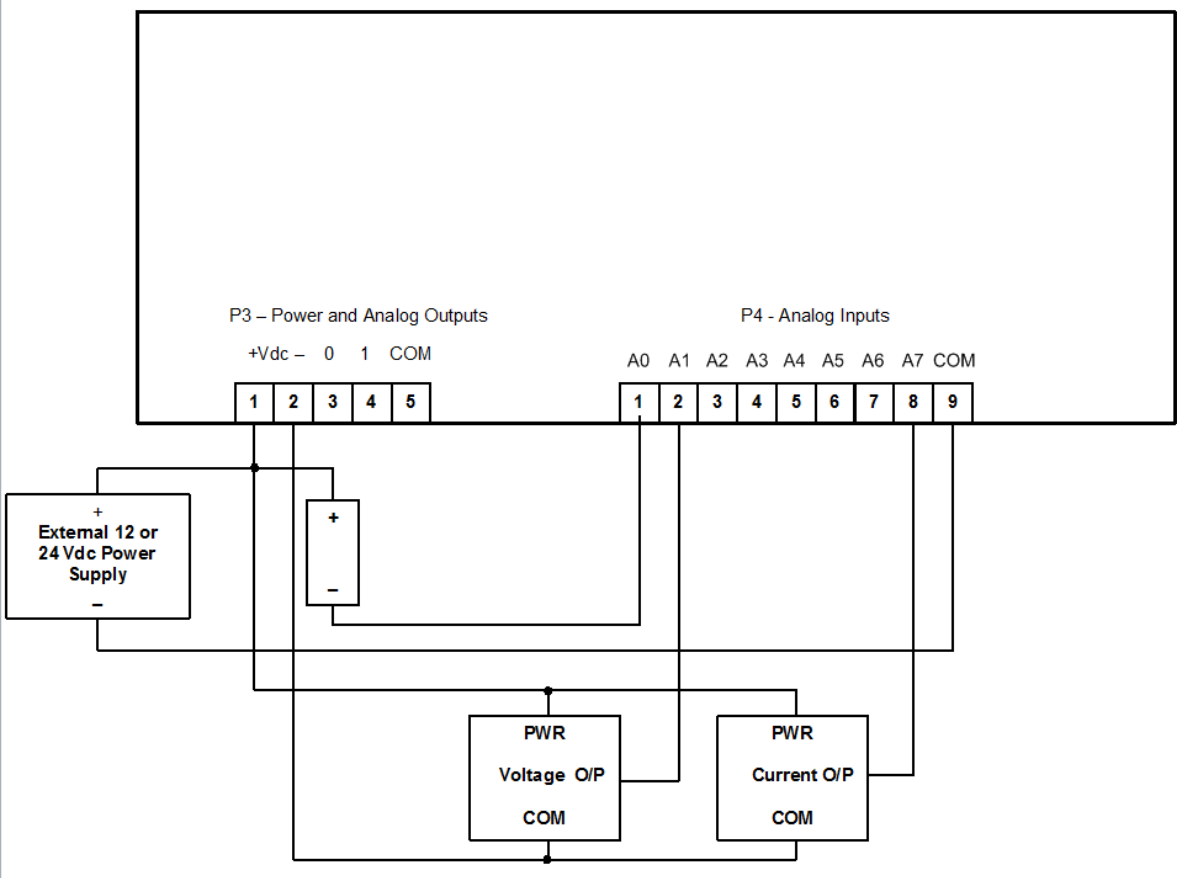 P3 – Power and Analog Outputs
P4 - Analog Inputs
+Vdc – 0 1 COM
A0 A1 A2 A3 A4 A5 A6 A7 COM
1 2 3 4 5
1 2 3 4 5 6 7 8 9
+
External 12 or
24 Vdc Power
Supply
–
+
–
PWR
Voltage O/P
COM
PWR
Current O/P
COM